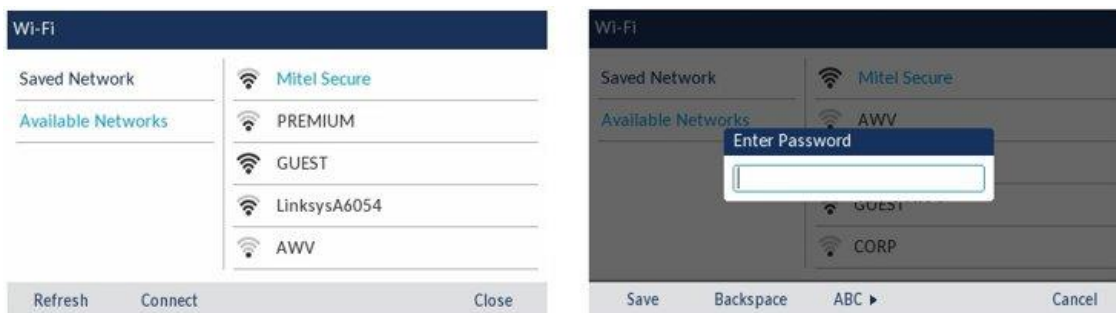 Wi-Fi
Saved Network
Available Networks
Mitel Secure
PREMIUM
GUEST
LinksysA6054
AWV
Refresh Connect Close
Wi-Fi
Saved Network
Available Networks
Mitel Secure
AWV
Enter Password
GUEST
CORP
Save Backspace ABC ▸ Cancel